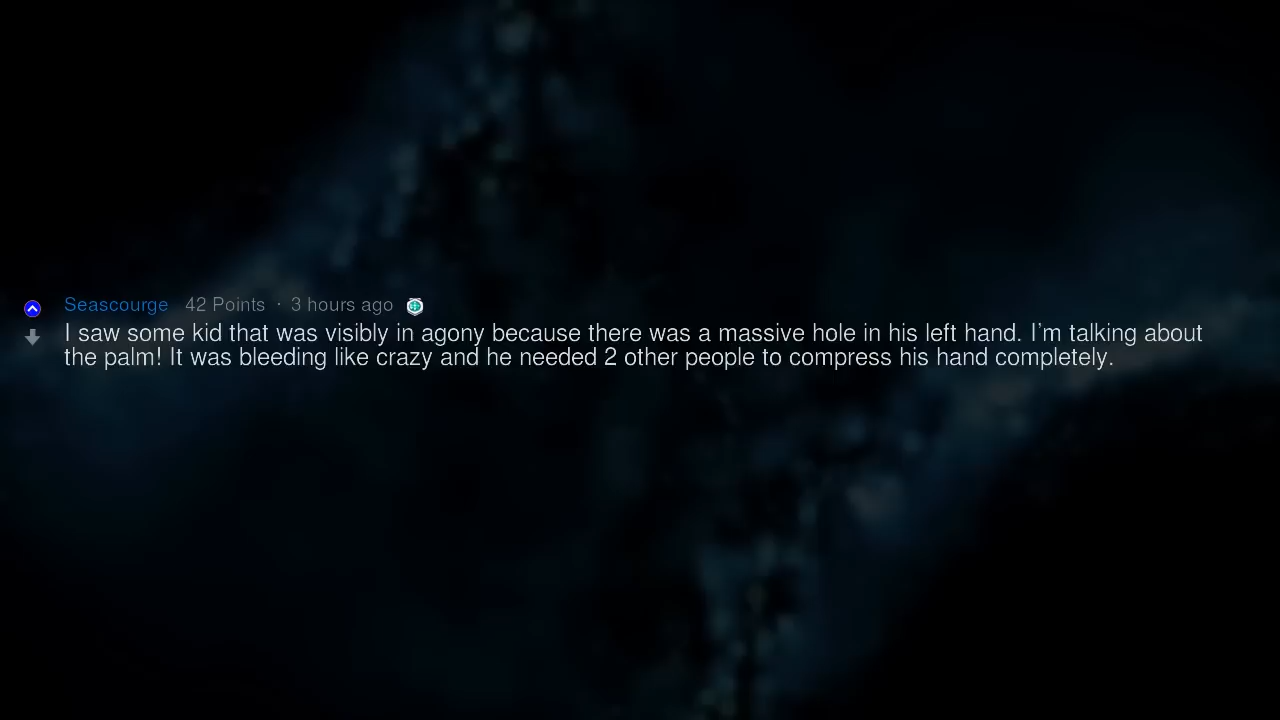 Seascourge 42 Points · 3 hours ago
I saw some kid that was visibly in agony because there was a massive hole in his left hand. I'm talking about
the palm! It was bleeding like crazy and he needed 2 other people to compress his hand completely.